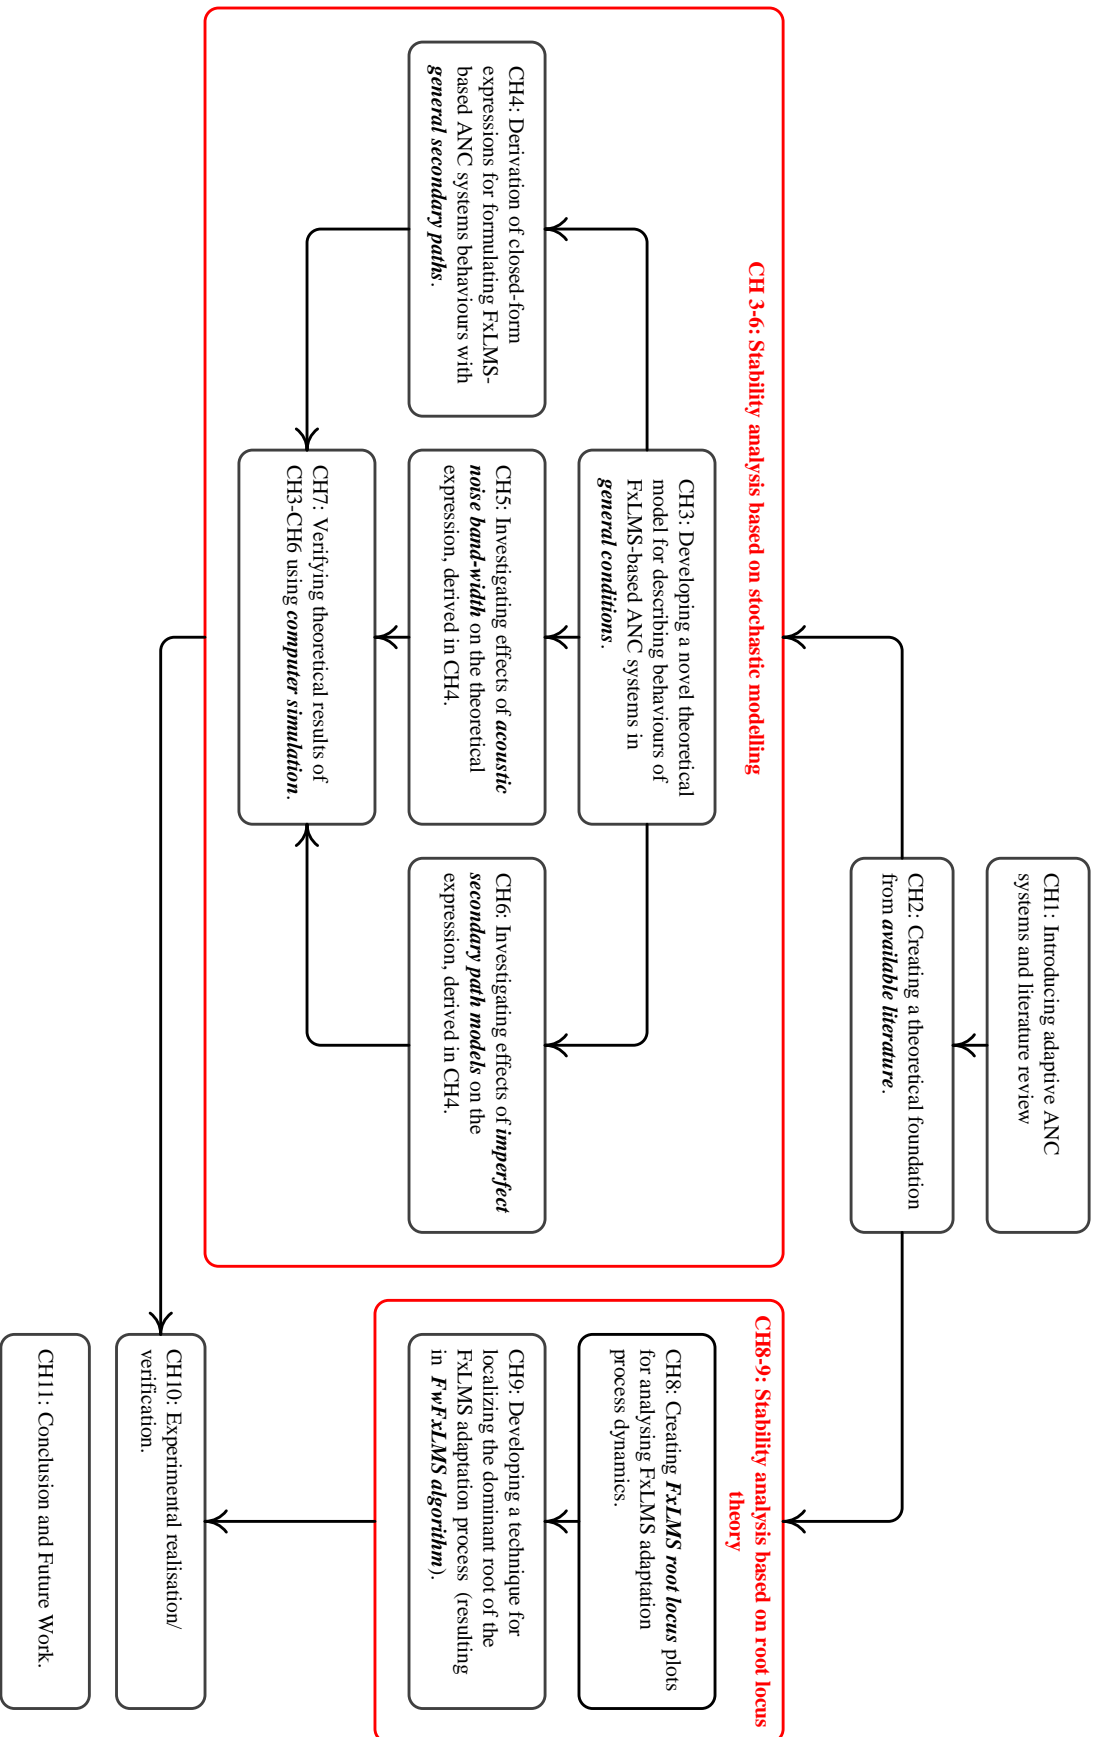 CH1: Introducing adaptive ANC
systems and literature review
CH2: Creating a theoretical foundation
from available literature.
CH 3-6: Stability analysis based on stochastic modelling
CH3: Developing a novel theoretical
model for describing behaviours of
FxLMS-based ANC systems in
general conditions.
CH4: Derivation of closed-form
expressions for formulating FxLMS-
based ANC systems behaviours with
general secondary paths.
CH5: Investigating effects of acoustic
noise band-width on the theoretical
expression, derived in CH4.
CH6: Investigating effects of imperfect
secondary path models on the
expression, derived in CH4.
CH7: Verifying theoretical results of
CH3-CH6 using computer simulation.
CH8-9: Stability analysis based on root locus
theory
CH8: Creating FxLMS root locus plots
for analysing FxLMS adaptation
process dynamics.
CH9: Developing a technique for
localizing the dominant root of the
FxLMS adaptation process (resulting
in FwFxLMS algorithm).
CH10: Experimental realisation/
verification.
CH11: Conclusion and Future Work.